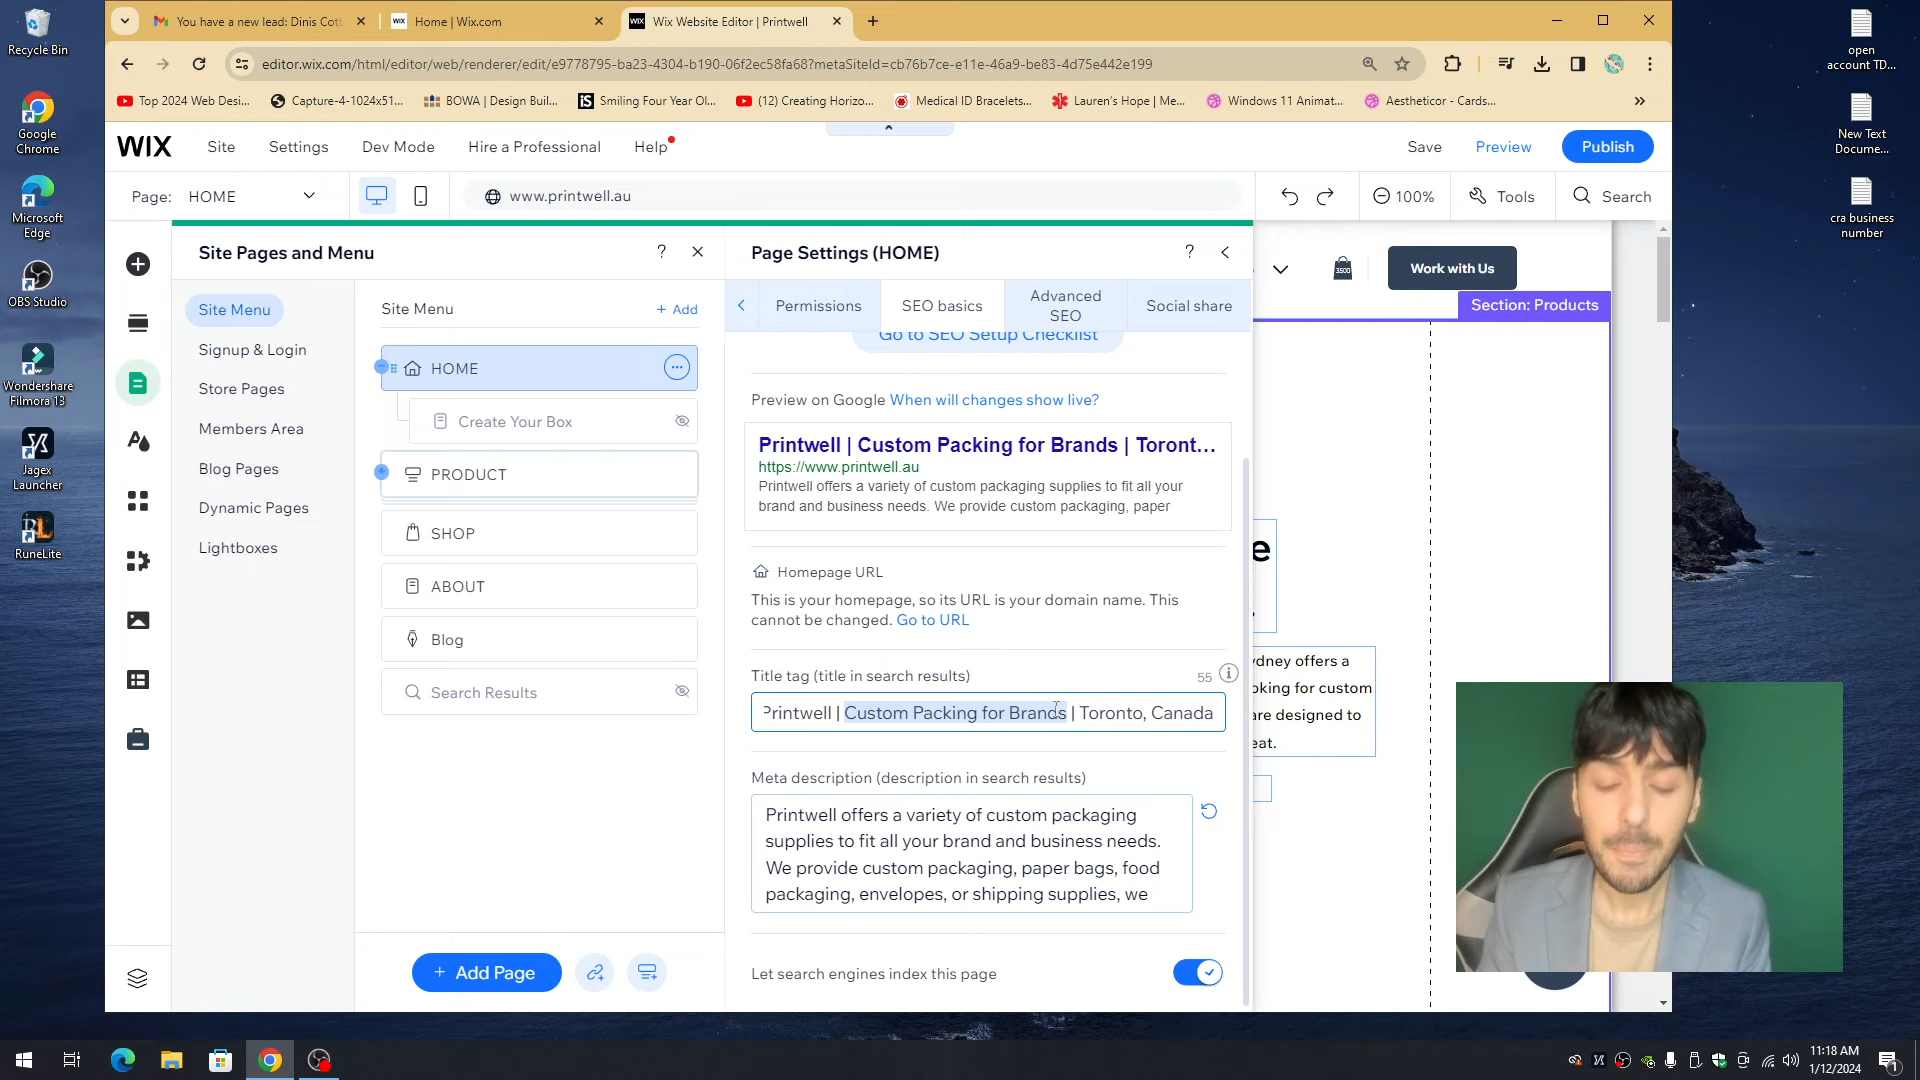 Recycle Bin
Google
Chrome
Microsoft
Edge
OBS Studio
Wondershare
Filmora 13
Jagex
Launcher
RuneLite
You have a new lead: Dinis Cott
Home | Wix.com
Wix Website Editor | Printwell
editor.wix.com/html/editor/web/renderer/edit/e9778795-ba23-4304-b190-06f2ec58fa68?metaSiteId=cb76b7ce-e11e-46a9-be83-4d75e442e199
Top 2024 Web Desi...
Capture-4-1024x51...
BOWA | Design Buil...
Smiling Four Year Ol...
(12) Creating Horizo...
Medical ID Bracelets...
Lauren's Hope | Me...
Windows 11 Animat...
Aestheticor - Cards...
WIX
Site
Settings
Dev Mode
Hire a Professional
Help
Save
Preview
Publish
Page: HOME
www.printwell.au
100%
Tools
Search
Site Pages and Menu
?
Site Menu
Signup & Login
Store Pages
Members Area
Blog Pages
Dynamic Pages
Lightboxes
Site Menu
+ Add
HOME
Create Your Box
PRODUCT
SHOP
ABOUT
Blog
Search Results
+ Add Page
Page Settings (HOME)
?
Permissions
SEO basics
Advanced
SEO
Social share
Go to SEO Setup Checklist
Preview on Google When will changes show live?
Printwell | Custom Packing for Brands | Toront...
https://www.printwell.au
Printwell offers a variety of custom packaging supplies to fit all your
brand and business needs. We provide custom packaging, paper
Homepage URL
This is your homepage, so its URL is your domain name. This
cannot be changed. Go to URL
Title tag (title in search results)
55
Printwell | Custom Packing for Brands | Toronto, Canada
Meta description (description in search results)
Printwell offers a variety of custom packaging
supplies to fit all your brand and business needs.
We provide custom packaging, paper bags, food
packaging, envelopes, or shipping supplies, we
Let search engines index this page
3500
Work with Us
Section: Products
e
ydney offers a
oking for custom
are designed to
eat.
open
account TD...
New Text
Docume...
cra business
number
11:18 AM
1/12/2024
1